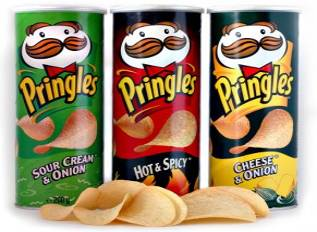 Pringles
SOUR CREAM
& ONION
Pringles
HOT & SPICY
Pringles
CHEESE
& ONION